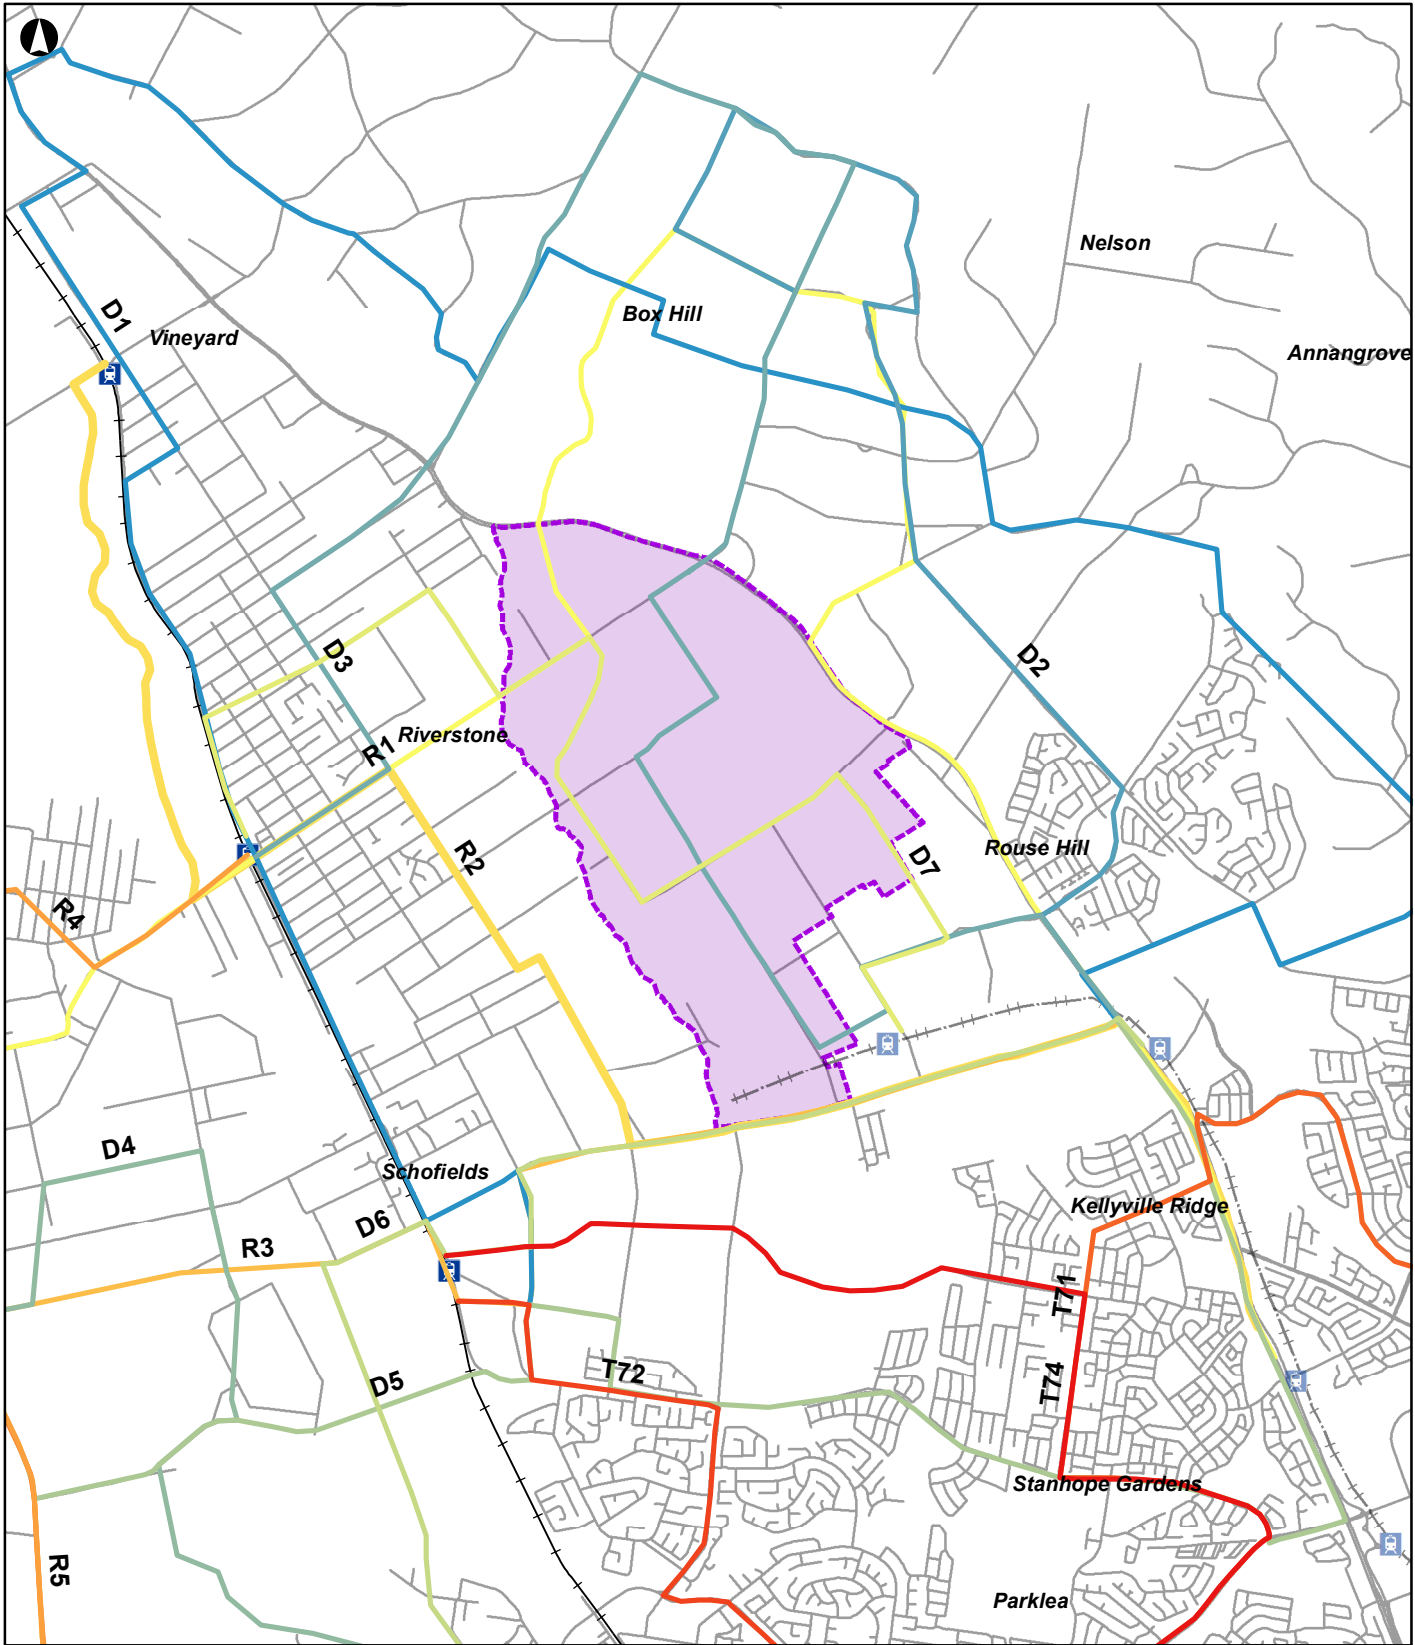 Nelson
D1
Box Hill
Vineyard
Annangrove
D3
D2
R1
Riverstone
R2
Rouse Hill
D7
R4
D4
Schofields
D6
Kellyville Ridge
R3
T71
T72
D5
T74
Stanhope Gardens
R5
Parklea